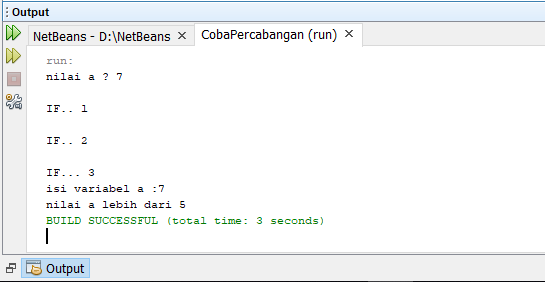 Output
NetBeans - D:\NetBeans
CobaPercabangan (run)
run:
nilai a ? 7
IF.. 1
IF.. 2
IF... 3
isi variabel a :7
nilai a lebih dari 5
BUILD SUCCESSFUL (total time: 3 seconds)
Output